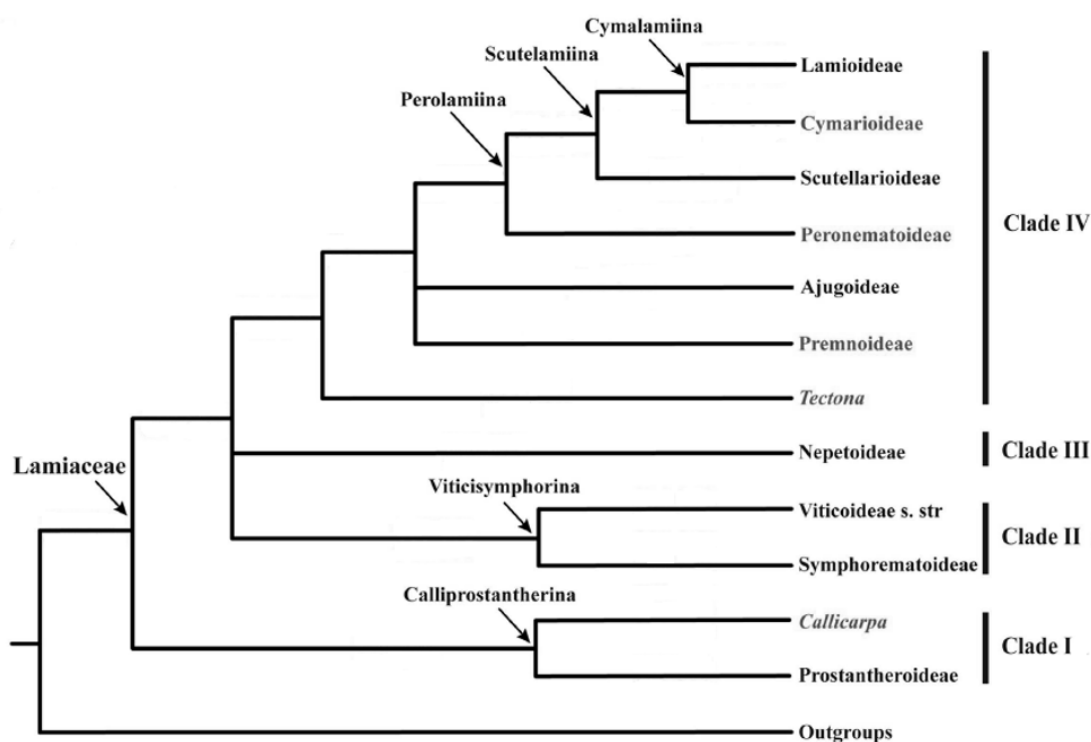 Cymalamiina
Scutelamiina
Lamioideae
Perolamiina
Cymarioideae
Scutellarioideae
Clade IV
Peronematoideae
Ajugoideae
Premnoideae
Tectona
Nepetoideae
Clade III
Lamiaceae
Viticisymphorina
Viticoideae s. str
Clade II
Symphorematoideae
Calliprostantherina
Callicarpa
Clade I
Prostantheroideae
Outgroups